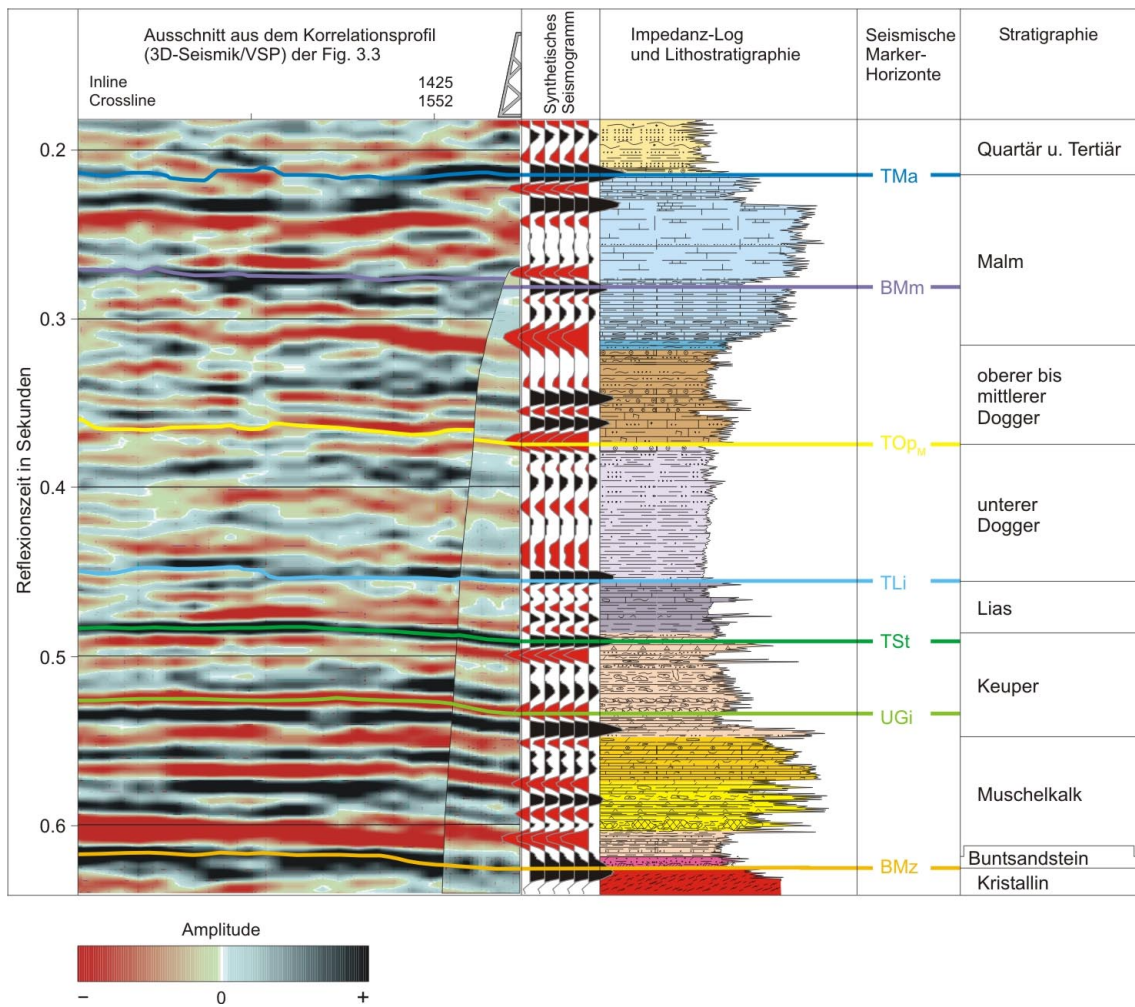 Ausschnitt aus dem Korrelationsprofil
(3D-Seismik/VSP) der Fig. 3.3
Inline 1425
Crossline 1552
Synthetisches
Seismogramm
Impedanz-Log
und Lithostratigraphie
Seismische
Marker-
Horizonte
Stratigraphie
Reflexionszeit in Sekunden
0.2
0.3
0.4
0.5
0.6
TMa
BMm
TOpM
TLi
TSt
UGi
BMz
Quartär u. Tertiär
Malm
oberer bis
mittlerer
Dogger
unterer
Dogger
Lias
Keuper
Muschelkalk
Buntsandstein
Kristallin
Amplitude
− 0 +